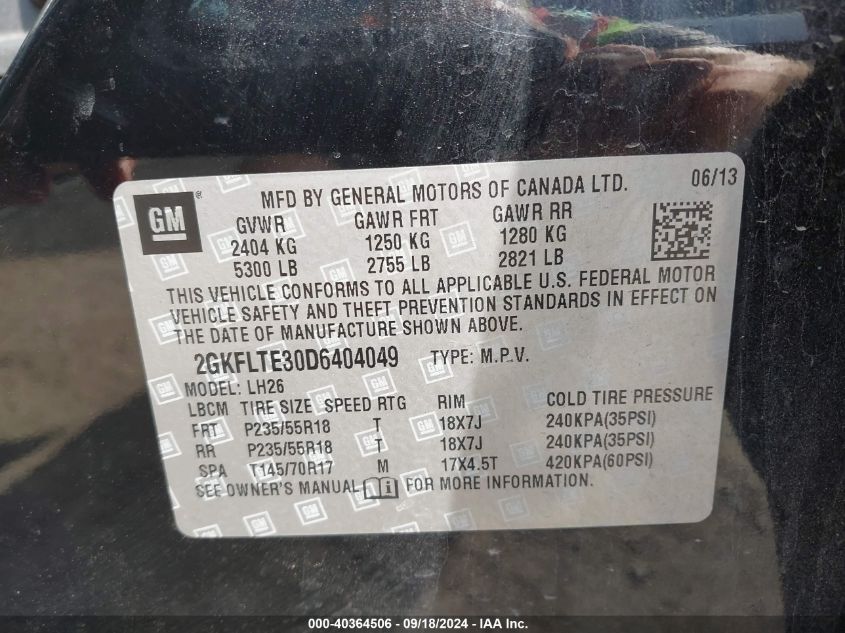 GM ®
MFD BY GENERAL MOTORS OF CANADA LTD. 06/13
GVWR GAWR FRT GAWR RR
2404 KG 1250 KG 1280 KG
5300 LB 2755 LB 2821 LB
THIS VEHICLE CONFORMS TO ALL APPLICABLE U.S. FEDERAL MOTOR
VEHICLE SAFETY AND THEFT PREVENTION STANDARDS IN EFFECT ON
THE DATE OF MANUFACTURE SHOWN ABOVE.
2GKFLTE30D6404049 TYPE: M.P.V.
MODEL: LH26
LBCM TIRE SIZE SPEED RTG RIM COLD TIRE PRESSURE
FRT P235/55R18 T 18X7J 240KPA(35PSI)
RR P235/55R18 T 18X7J 240KPA(35PSI)
SPA T145/70R17 M 17X4.5T 420KPA(60PSI)
SEE OWNER'S MANUAL FOR MORE INFORMATION.
000-40364506 - 09/18/2024 - IAAI.com